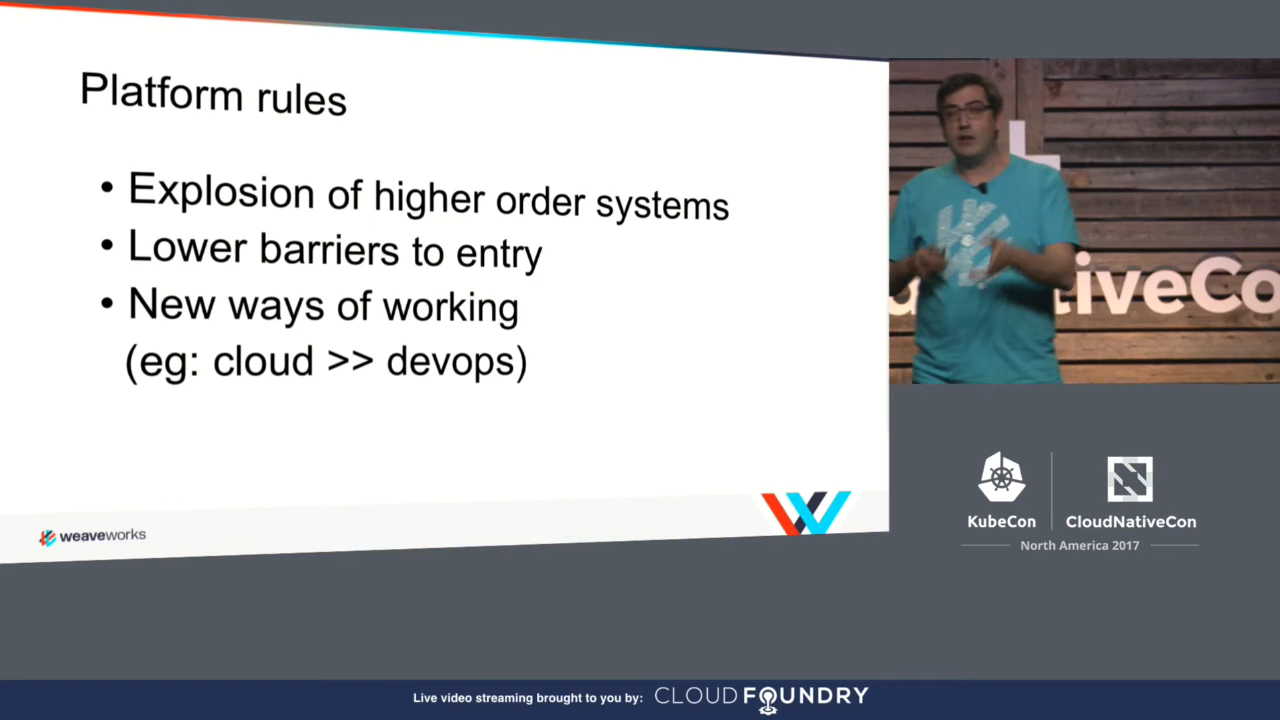 Platform rules
• Explosion of higher order systems
• Lower barriers to entry
• New ways of working
(eg: cloud >> devops)
weaveworks
tiveCo
KubeCon
CloudNativeCon
North America 2017
Live video streaming brought to you by: CLOUD FOUNDRY